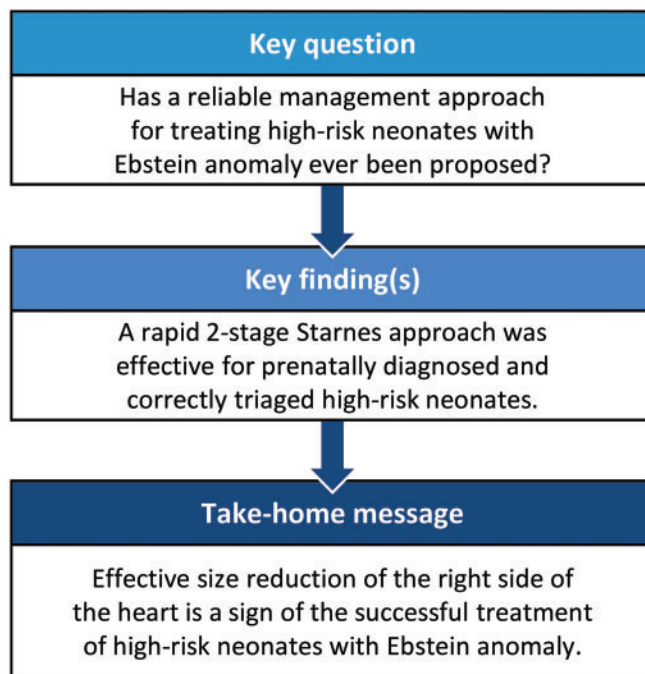 Key question
Has a reliable management approach
for treating high-risk neonates with
Ebstein anomaly ever been proposed?
Key finding(s)
A rapid 2-stage Starnes approach was
effective for prenatally diagnosed and
correctly triaged high-risk neonates.
Take-home message
Effective size reduction of the right side of
the heart is a sign of the successful treatment
of high-risk neonates with Ebstein anomaly.